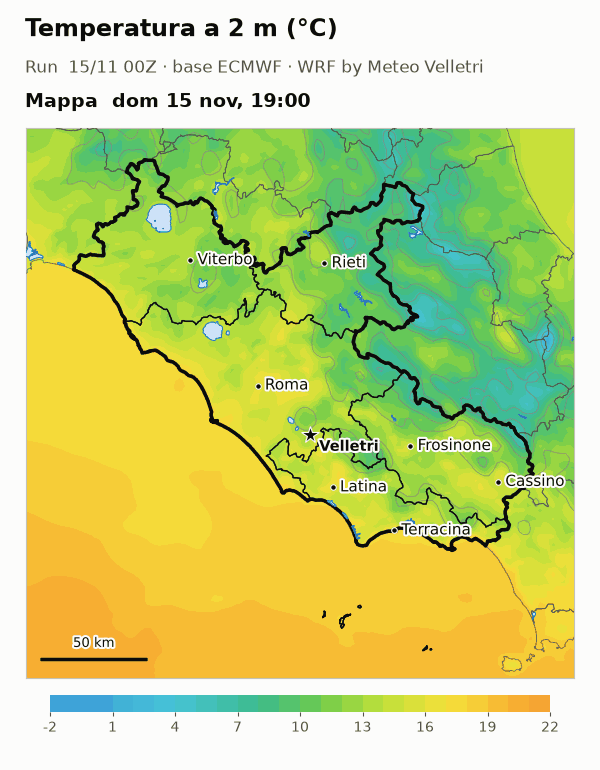 Temperatura a 2 m (°C)
Run  15/11 00Z · base ECMWF · WRF by Meteo Velletri
Mappa  dom 15 nov, 19:00
Viterbo
Rieti
Roma
Velletri
Frosinone
Cassino
Latina
Terracina
50 km
-2 1 4 7 10 13 16 19 22